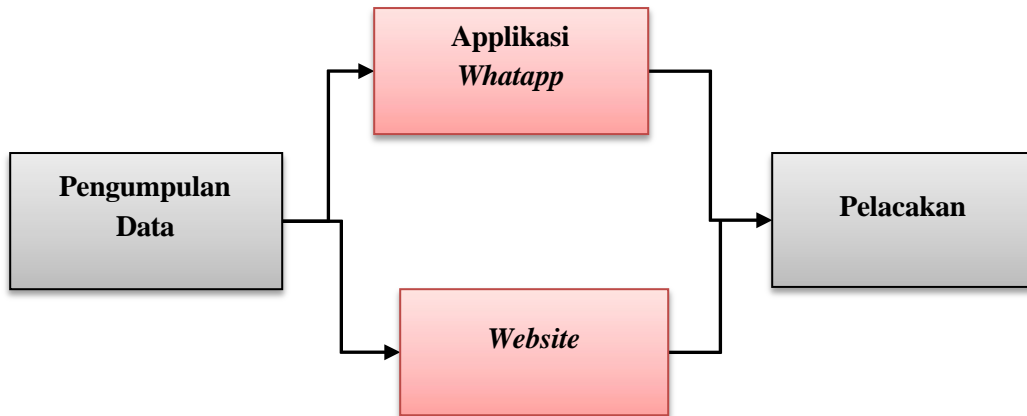 Applikasi
Whatapp
Pengumpulan
Data
Pelacakan
Website